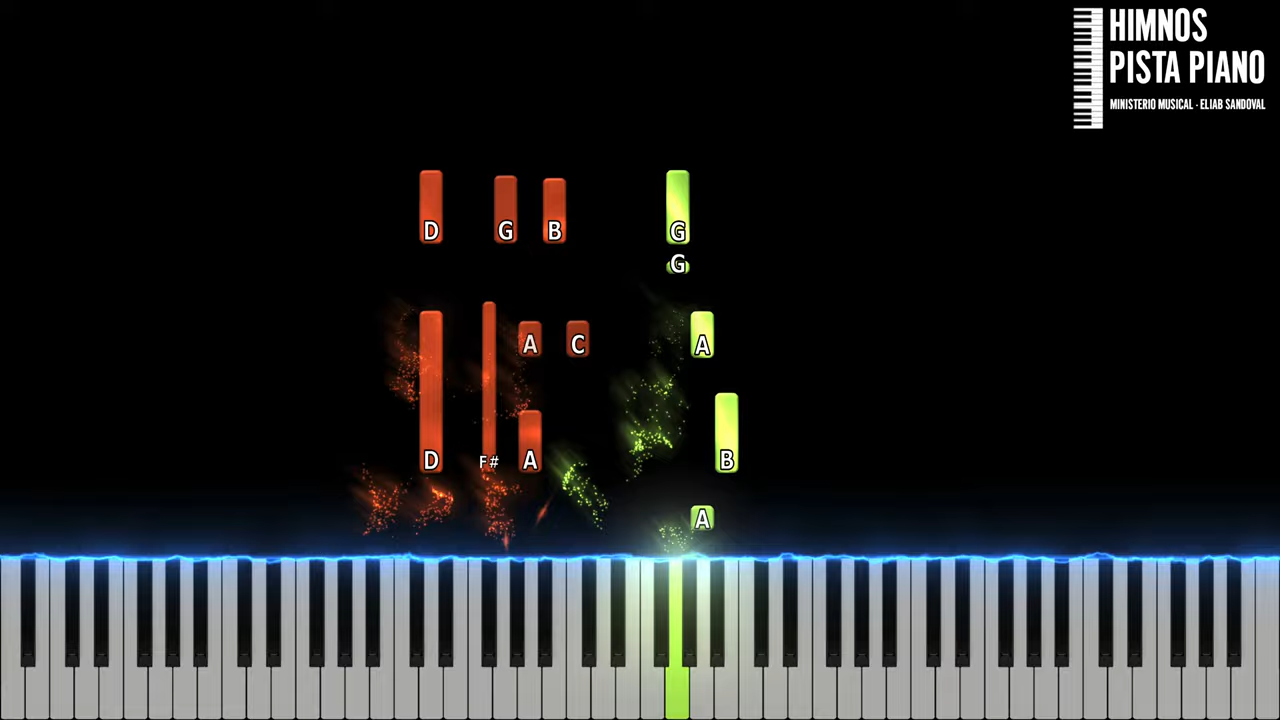 HIMNOS
PISTA PIANO
MINISTERIO MUSICAL - ELIAB SANDOVAL
D G B G
G
A C A
D F# A B
A